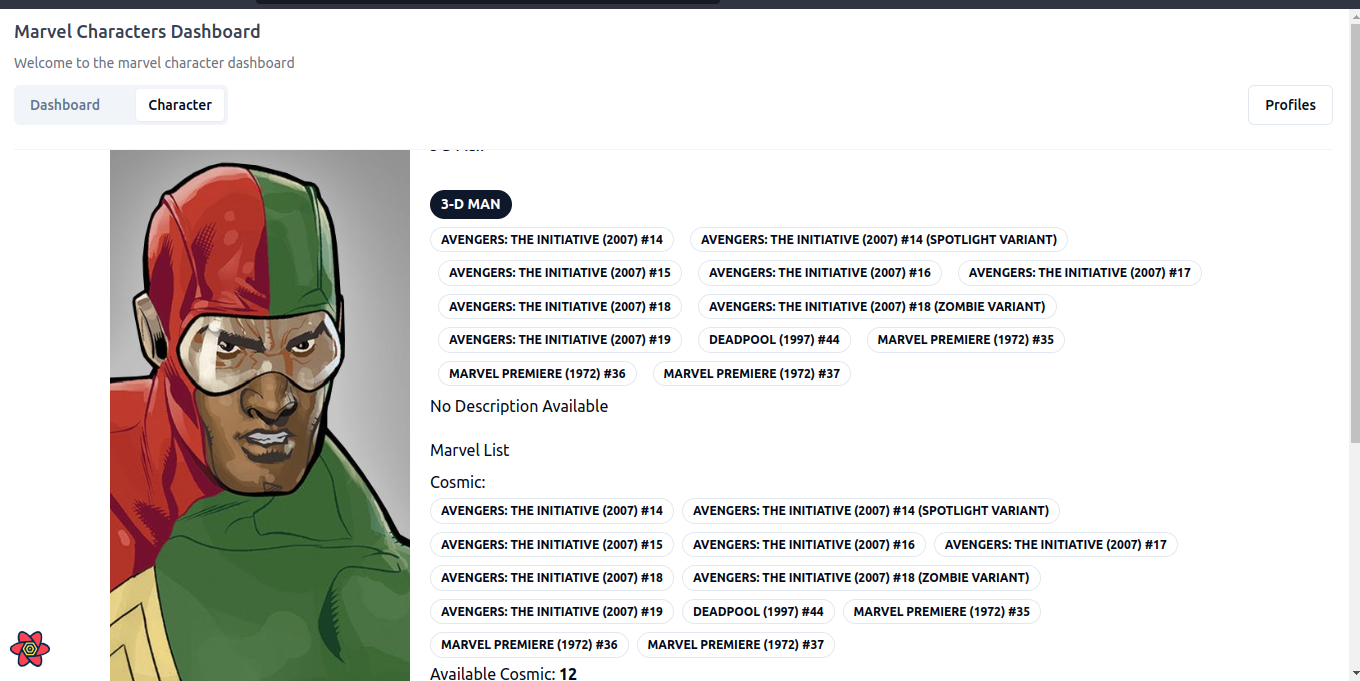 Marvel Characters Dashboard
Welcome to the marvel character dashboard
Dashboard Character Profiles
3-D MAN
AVENGERS: THE INITIATIVE (2007) #14 AVENGERS: THE INITIATIVE (2007) #14 (SPOTLIGHT VARIANT)
AVENGERS: THE INITIATIVE (2007) #15 AVENGERS: THE INITIATIVE (2007) #16 AVENGERS: THE INITIATIVE (2007) #17
AVENGERS: THE INITIATIVE (2007) #18 AVENGERS: THE INITIATIVE (2007) #18 (ZOMBIE VARIANT)
AVENGERS: THE INITIATIVE (2007) #19 DEADPOOL (1997) #44 MARVEL PREMIERE (1972) #35
MARVEL PREMIERE (1972) #36 MARVEL PREMIERE (1972) #37
No Description Available
Marvel List
Cosmic:
AVENGERS: THE INITIATIVE (2007) #14 AVENGERS: THE INITIATIVE (2007) #14 (SPOTLIGHT VARIANT)
AVENGERS: THE INITIATIVE (2007) #15 AVENGERS: THE INITIATIVE (2007) #16 AVENGERS: THE INITIATIVE (2007) #17
AVENGERS: THE INITIATIVE (2007) #18 AVENGERS: THE INITIATIVE (2007) #18 (ZOMBIE VARIANT)
AVENGERS: THE INITIATIVE (2007) #19 DEADPOOL (1997) #44 MARVEL PREMIERE (1972) #35
MARVEL PREMIERE (1972) #36 MARVEL PREMIERE (1972) #37
Available Cosmic: 12